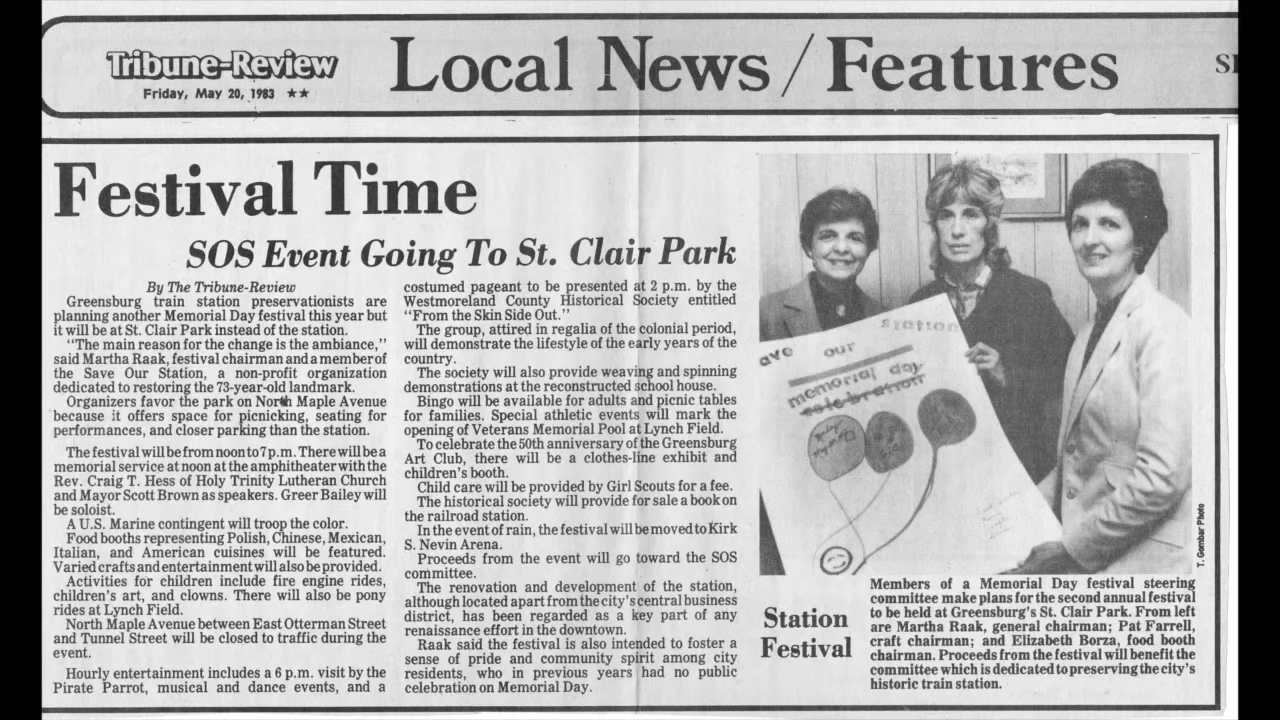 Tribune-Review
Friday, May 20, 1983 ★★
Local News / Features
Festival Time
SOS Event Going To St. Clair Park
By The Tribune-Review
Greensburg train station preservationists are
planning another Memorial Day festival this year but
it will be at St. Clair Park instead of the station.
"The main reason for the change is the ambiance,"
said Martha Raak, festival chairman and a member of
the Save Our Station, a non-profit organization
dedicated to restoring the 73-year-old landmark.
Organizers favor the park on North Maple Avenue
because it offers space for picnicking, seating for
performances, and closer parking than the station.
The festival will be from noon to 7 p.m. There will be a
memorial service at noon at the amphitheater with the
Rev. Craig T. Hess of Holy Trinity Lutheran Church
and Mayor Scott Brown as speakers. Greer Bailey will
be soloist.
A U.S. Marine contingent will troop the color.
Food booths representing Polish, Chinese, Mexican,
Italian, and American cuisines will be featured.
Varied crafts and entertainment will also be provided.
Activities for children include fire engine rides,
children's art, and clowns. There will also be pony
rides at Lynch Field.
North Maple Avenue between East Otterman Street
and Tunnel Street will be closed to traffic during the
event.
Hourly entertainment includes a 6 p.m. visit by the
Pirate Parrot, musical and dance events, and a
costumed pageant to be presented at 2 p.m. by the
Westmoreland County Historical Society entitled
"From the Skin Side Out."
The group, attired in regalia of the colonial period,
will demonstrate the lifestyle of the early years of the
country.
The society will also provide weaving and spinning
demonstrations at the reconstructed school house.
Bingo will be available for adults and picnic tables
for families. Special athletic events will mark the
opening of Veterans Memorial Pool at Lynch Field.
To celebrate the 50th anniversary of the Greensburg
Art Club, there will be a clothes-line exhibit and
children's booth.
Child care will be provided by Girl Scouts for a fee.
The historical society will provide for sale a book on
the railroad station.
In the event of rain, the festival will be moved to Kirk
S. Nevin Arena.
Proceeds from the event will go toward the SOS
committee.
The renovation and development of the station,
although located apart from the city's central business
district, has been regarded as a key part of any
renaissance effort in the downtown.
Raak said the festival is also intended to foster a
sense of pride and community spirit among city
residents, who in previous years had no public
celebration on Memorial Day.
ave our station
memorial day
celebration
T. Gombar Photo
Station
Festival
Members of a Memorial Day festival steering
committee make plans for the second annual festival
to be held at Greensburg's St. Clair Park. From left
are Martha Raak, general chairman; Pat Farrell,
craft chairman; and Elizabeth Borza, food booth
chairman. Proceeds from the festival will benefit the
committee which is dedicated to preserving the city's
historic train station.